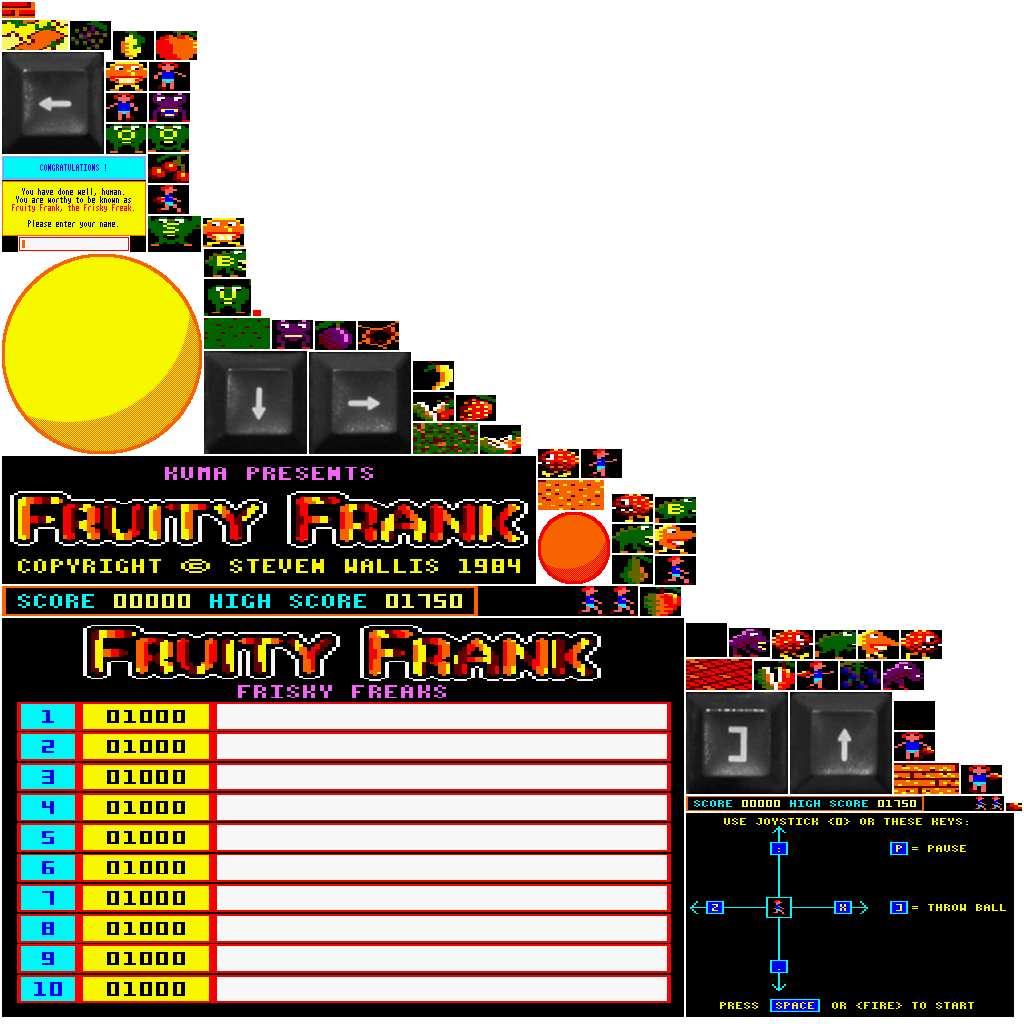 CONGRATULATIONS !
You have done well, human.
You are worthy to be known as
Fruity Frank, the Frisky Freak.
Please enter your name.
KUMA PRESENTS
FRUITY FRANK
COPYRIGHT © STEVEN WALLIS 1984
SCORE 00000 HIGH SCORE 01750
FRUITY FRANK
FRISKY FREAKS
1 01000
2 01000
3 01000
4 01000
5 01000
6 01000
7 01000
8 01000
9 01000
10 01000
]
SCORE 00000 HIGH SCORE 01750
USE JOYSTICK <0> OR THESE KEYS:
: P = PAUSE
Z X ] = THROW BALL
.
PRESS SPACE OR <FIRE> TO START